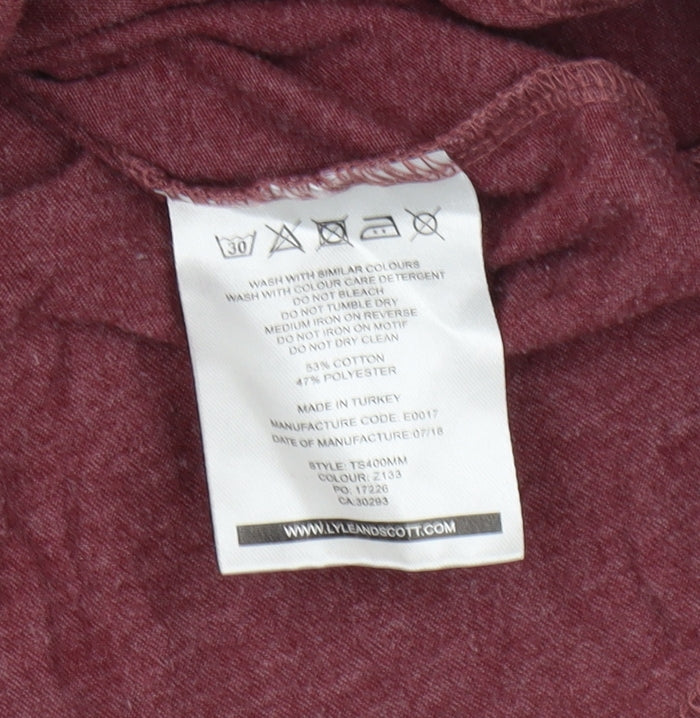 30
WASH WITH SIMILAR COLOURS
WASH WITH COLOUR CARE DETERGENT
DO NOT BLEACH
DO NOT TUMBLE DRY
MEDIUM IRON ON REVERSE
DO NOT IRON ON MOTIF
DO NOT DRY CLEAN
53% COTTON
47% POLYESTER
MADE IN TURKEY
MANUFACTURE CODE: E0017
DATE OF MANUFACTURE:07/18
STYLE: TS400MM
COLOUR: Z133
PO: 17226
CA:30293
WWW.LYLEANDSCOTT.COM